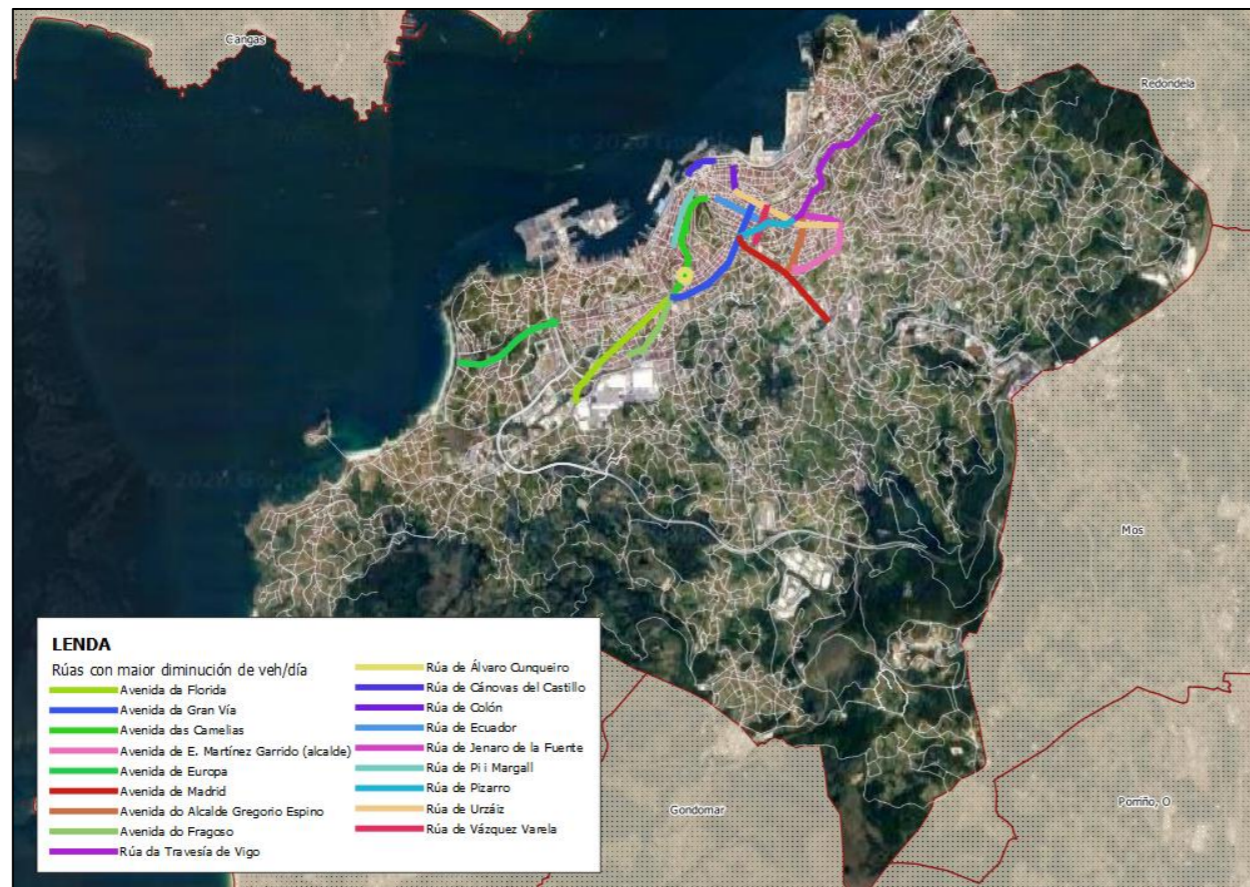 Cangas
Redondela
© 2020 Google
© 2020 Google
Mos
Gondomar
Porriño, O
LENDA
Rúas con maior diminución de veh/día
Avenida da Florida
Avenida da Gran Vía
Avenida das Camelias
Avenida de E. Martínez Garrido (alcalde)
Avenida de Europa
Avenida de Madrid
Avenida do Alcalde Gregorio Espino
Avenida do Fragoso
Rúa da Travesía de Vigo
Rúa de Álvaro Cunqueiro
Rúa de Cánovas del Castillo
Rúa de Colón
Rúa de Ecuador
Rúa de Jenaro de la Fuente
Rúa de Pi i Margall
Rúa de Pizarro
Rúa de Urzáiz
Rúa de Vázquez Varela